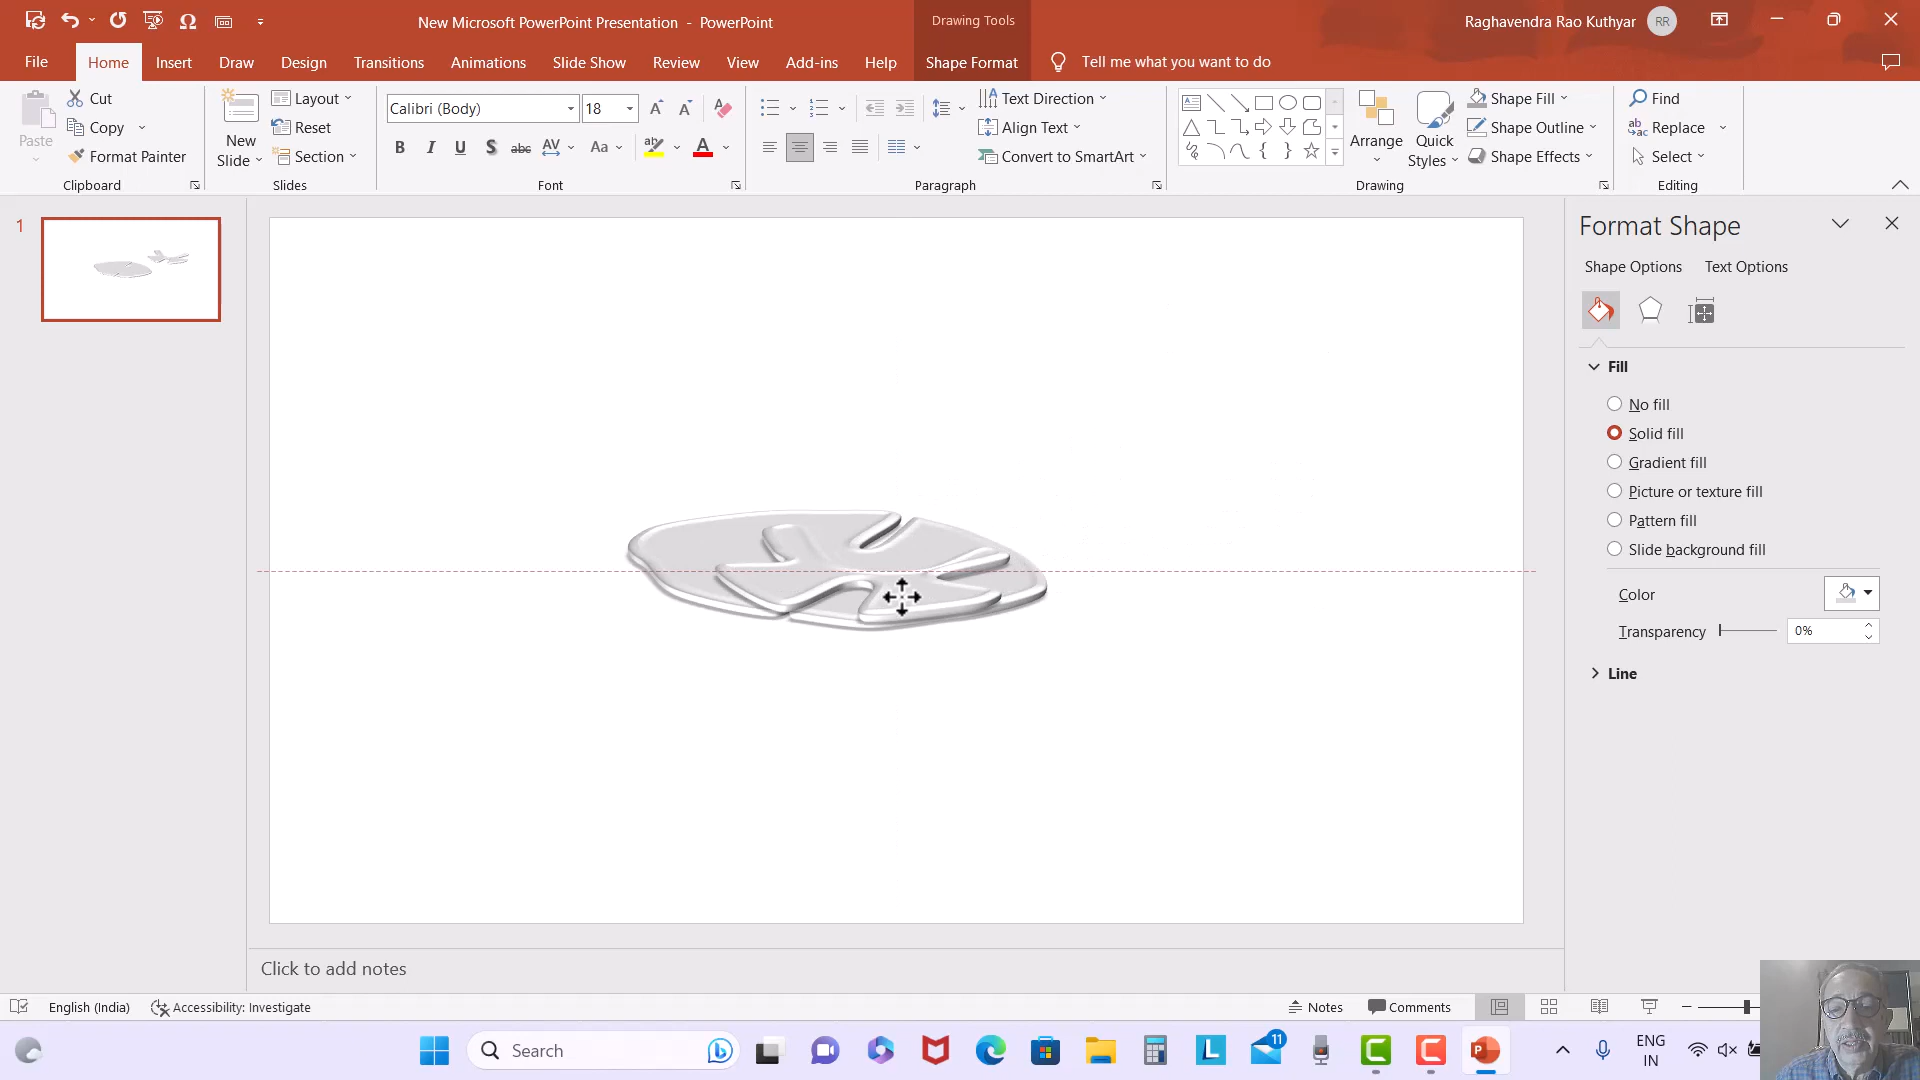 New Microsoft PowerPoint Presentation - PowerPoint
Drawing Tools
Raghavendra Rao Kuthyar
RR
File
Home
Insert
Draw
Design
Transitions
Animations
Slide Show
Review
View
Add-ins
Help
Shape Format
Tell me what you want to do
Paste
Cut
Copy
Format Painter
Clipboard
New Slide
Layout
Reset
Section
Slides
Calibri (Body)
18
B I U S abc AV Aa ab A
Font
Text Direction
Align Text
Convert to SmartArt
Paragraph
Arrange
Quick Styles
Shape Fill
Shape Outline
Shape Effects
Drawing
Find
Replace
Select
Editing
1
Format Shape
Shape Options
Text Options
Fill
No fill
Solid fill
Gradient fill
Picture or texture fill
Pattern fill
Slide background fill
Color
Transparency
0%
Line
Click to add notes
English (India)
Accessibility: Investigate
Notes
Comments
Search
11
ENG
IN